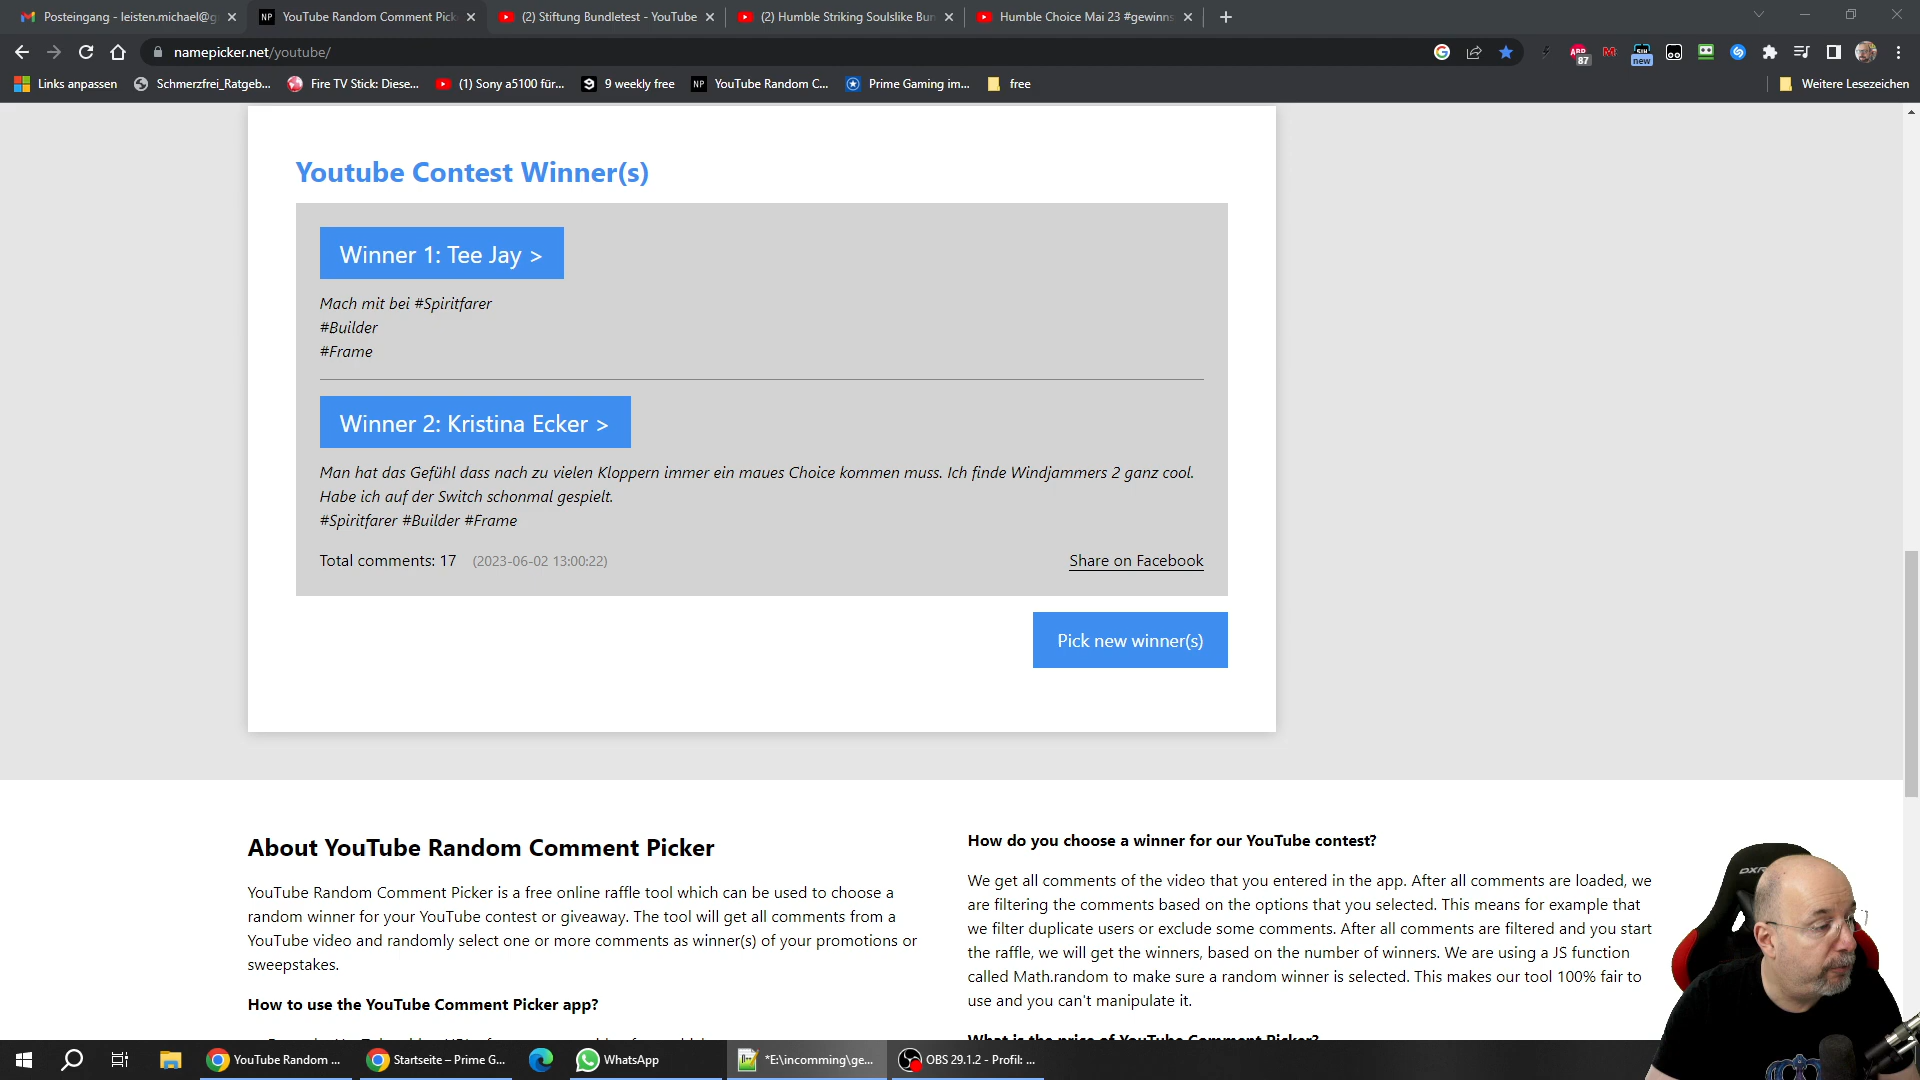 Posteingang - leisten.michael@g
YouTube Random Comment Pick
(2) Stiftung Bundletest - YouTube
(2) Humble Striking Soulslike Bun
Humble Choice Mai 23 #gewinns
namepicker.net/youtube/
87
new
Links anpassen
Schmerzfrei_Ratgeb...
Fire TV Stick: Diese...
(1) Sony a5100 für...
9 weekly free
NP
YouTube Random C...
Prime Gaming im...
free
Weitere Lesezeichen
Youtube Contest Winner(s)
Winner 1: Tee Jay >
Mach mit bei #Spiritfarer
#Builder
#Frame
Winner 2: Kristina Ecker >
Man hat das Gefühl dass nach zu vielen Kloppern immer ein maues Choice kommen muss. Ich finde Windjammers 2 ganz cool.
Habe ich auf der Switch schonmal gespielt.
#Spiritfarer #Builder #Frame
Total comments: 17 (2023-06-02 13:00:22)
Share on Facebook
Pick new winner(s)
About YouTube Random Comment Picker
YouTube Random Comment Picker is a free online raffle tool which can be used to choose a
random winner for your YouTube contest or giveaway. The tool will get all comments from a
YouTube video and randomly select one or more comments as winner(s) of your promotions or
sweepstakes.
How to use the YouTube Comment Picker app?
How do you choose a winner for our YouTube contest?
We get all comments of the video that you entered in the app. After all comments are loaded, we
are filtering the comments based on the options that you selected. This means for example that
we filter duplicate users or exclude some comments. After all comments are filtered and you start
the raffle, we will get the winners, based on the number of winners. We are using a JS function
called Math.random to make sure a random winner is selected. This makes our tool 100% fair to
use and you can't manipulate it.
What is the price of YouTube Comment Picker?
YouTube Random ...
Startseite – Prime G...
WhatsApp
*E:\incomming\ge...
OBS 29.1.2 - Profil: ...